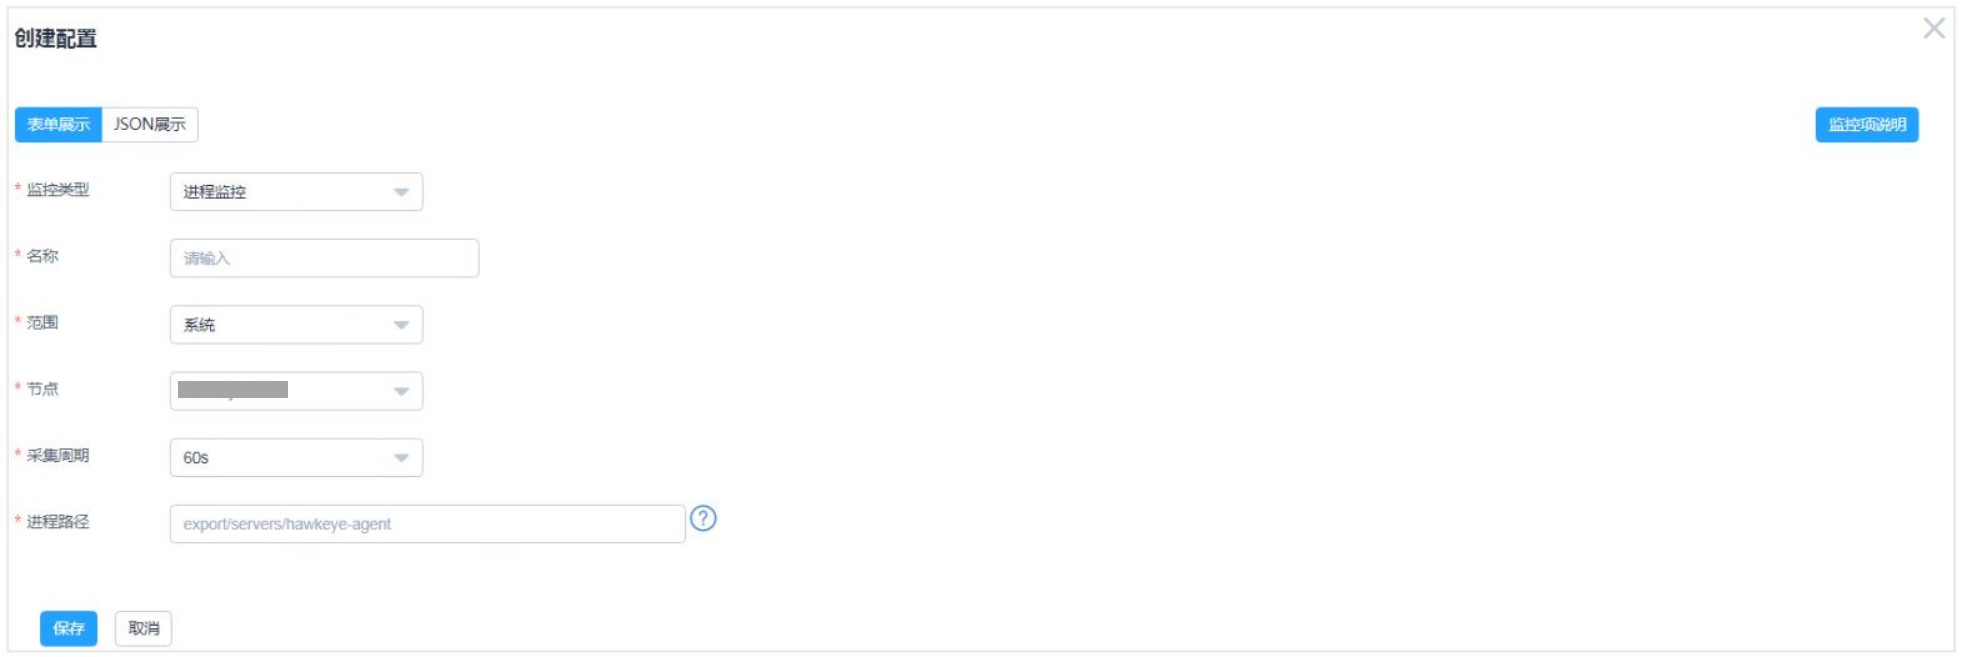 创建配置
表单展示 JSON展示 监控项说明
* 监控类型 进程监控
* 名称 请输入
* 范围 系统
* 节点
* 采集周期 60s
* 进程路径 export/servers/hawkeye-agent ?
保存 取消